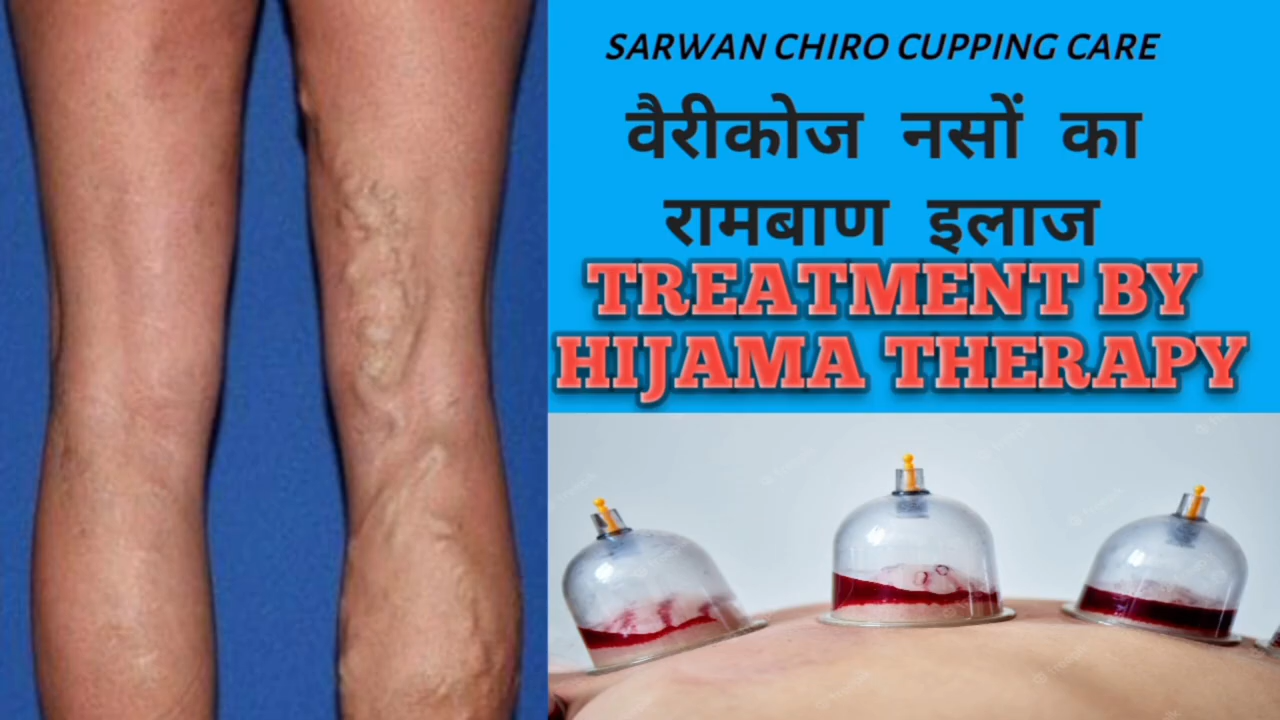 SARWAN CHIRO CUPPING CARE
वैरीकोज नसों का
रामबाण इलाज
TREATMENT BY
HIJAMA THERAPY